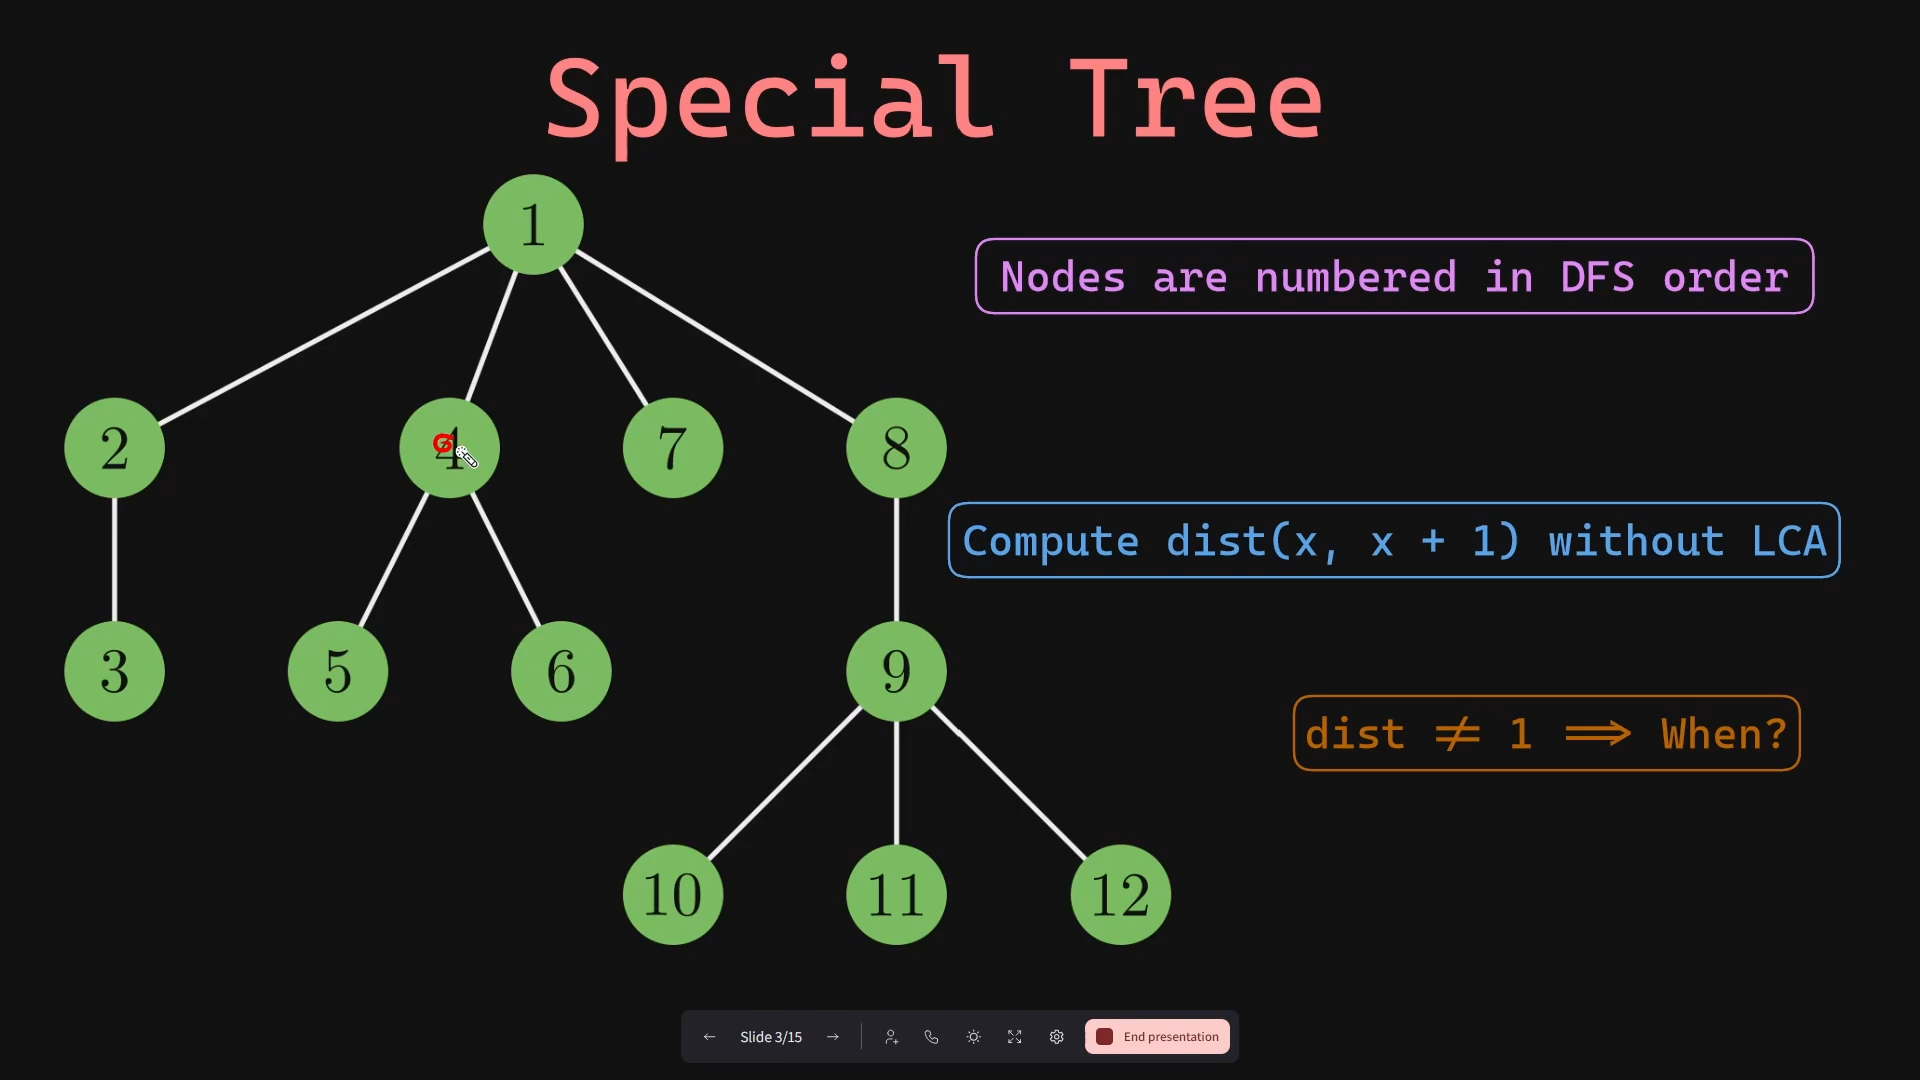 Special Tree
1
Nodes are numbered in DFS order
2 4 7 8
Compute dist(x, x + 1) without LCA
3 5 6 9
dist ≠ 1 ⟹ When?
10 11 12
Slide 3/15
End presentation